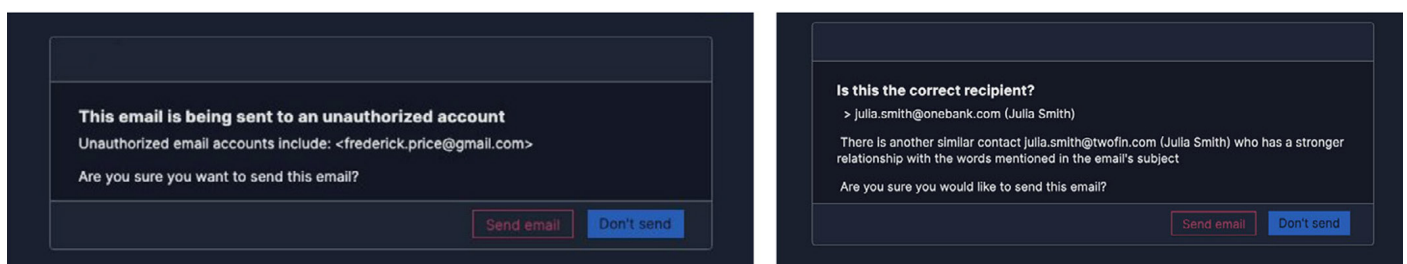 This email is being sent to an unauthorized account
Unauthorized email accounts include: <frederick.price@gmail.com>
Are you sure you want to send this email?
Send email
Don't send
Is this the correct recipient?
> julia.smith@onebank.com (Julia Smith)
There is another similar contact julia.smith@twofin.com (Julia Smith) who has a stronger
relationship with the words mentioned in the email's subject
Are you sure you would like to send this email?
Send email
Don't send